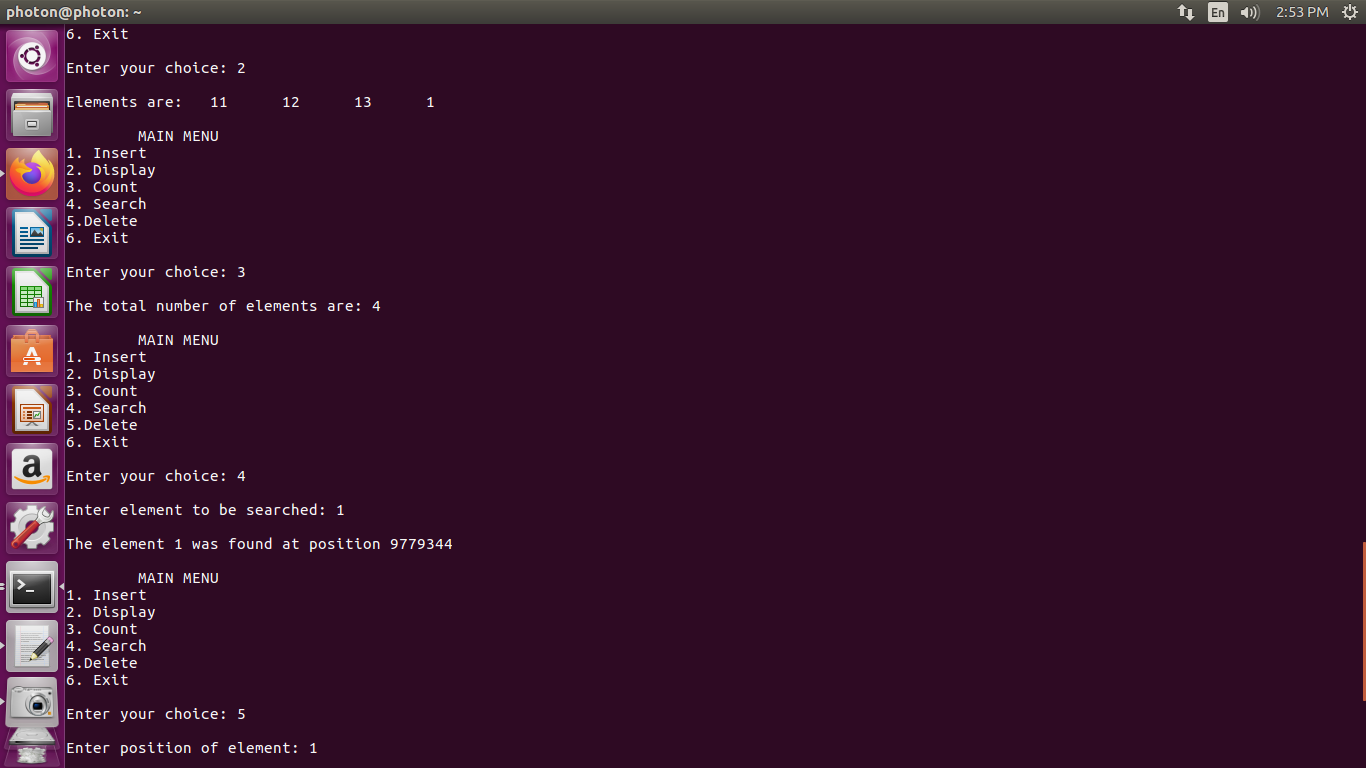 photon@photon: ~
En
2:53 PM
6. Exit
Enter your choice: 2
Elements are: 11 12 13 1
MAIN MENU
1. Insert
2. Display
3. Count
4. Search
5.Delete
6. Exit
Enter your choice: 3
The total number of elements are: 4
MAIN MENU
1. Insert
2. Display
3. Count
4. Search
5.Delete
6. Exit
Enter your choice: 4
Enter element to be searched: 1
The element 1 was found at position 9779344
MAIN MENU
1. Insert
2. Display
3. Count
4. Search
5.Delete
6. Exit
Enter your choice: 5
Enter position of element: 1